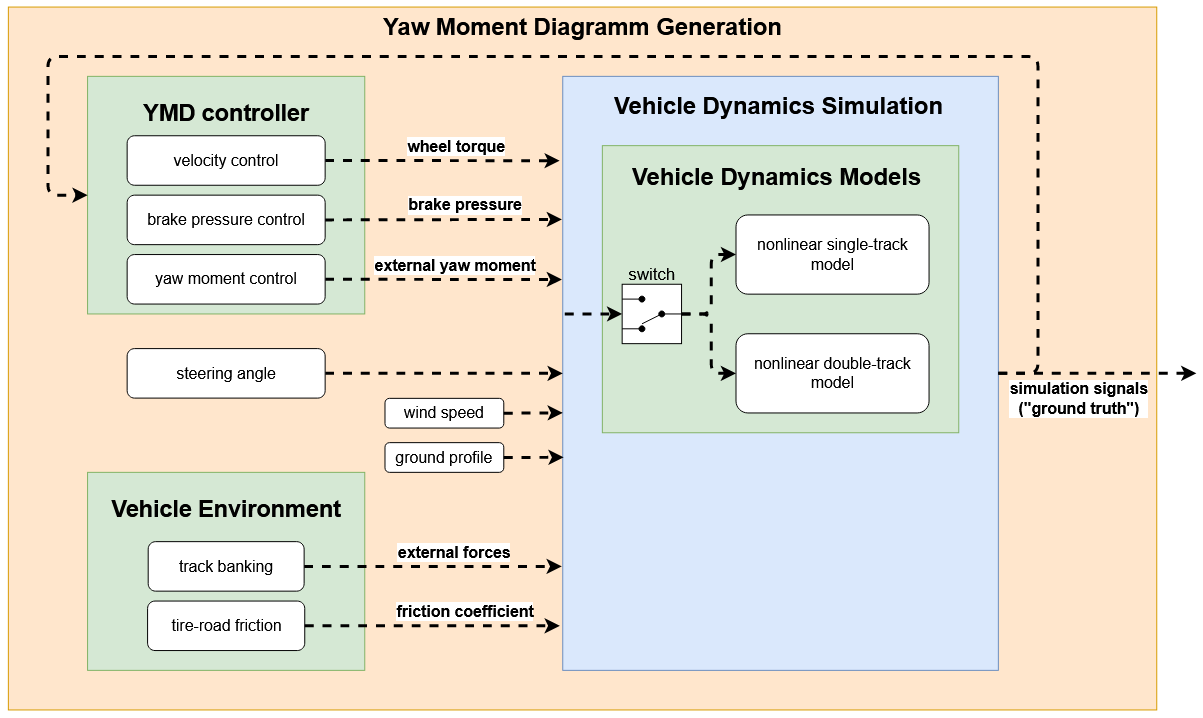 Yaw Moment Diagramm Generation
YMD controller
velocity control
brake pressure control
yaw moment control
wheel torque
brake pressure
external yaw moment
steering angle
wind speed
ground profile
Vehicle Environment
track banking
tire-road friction
external forces
friction coefficient
Vehicle Dynamics Simulation
Vehicle Dynamics Models
switch
nonlinear single-track
model
nonlinear double-track
model
simulation signals
("ground truth")